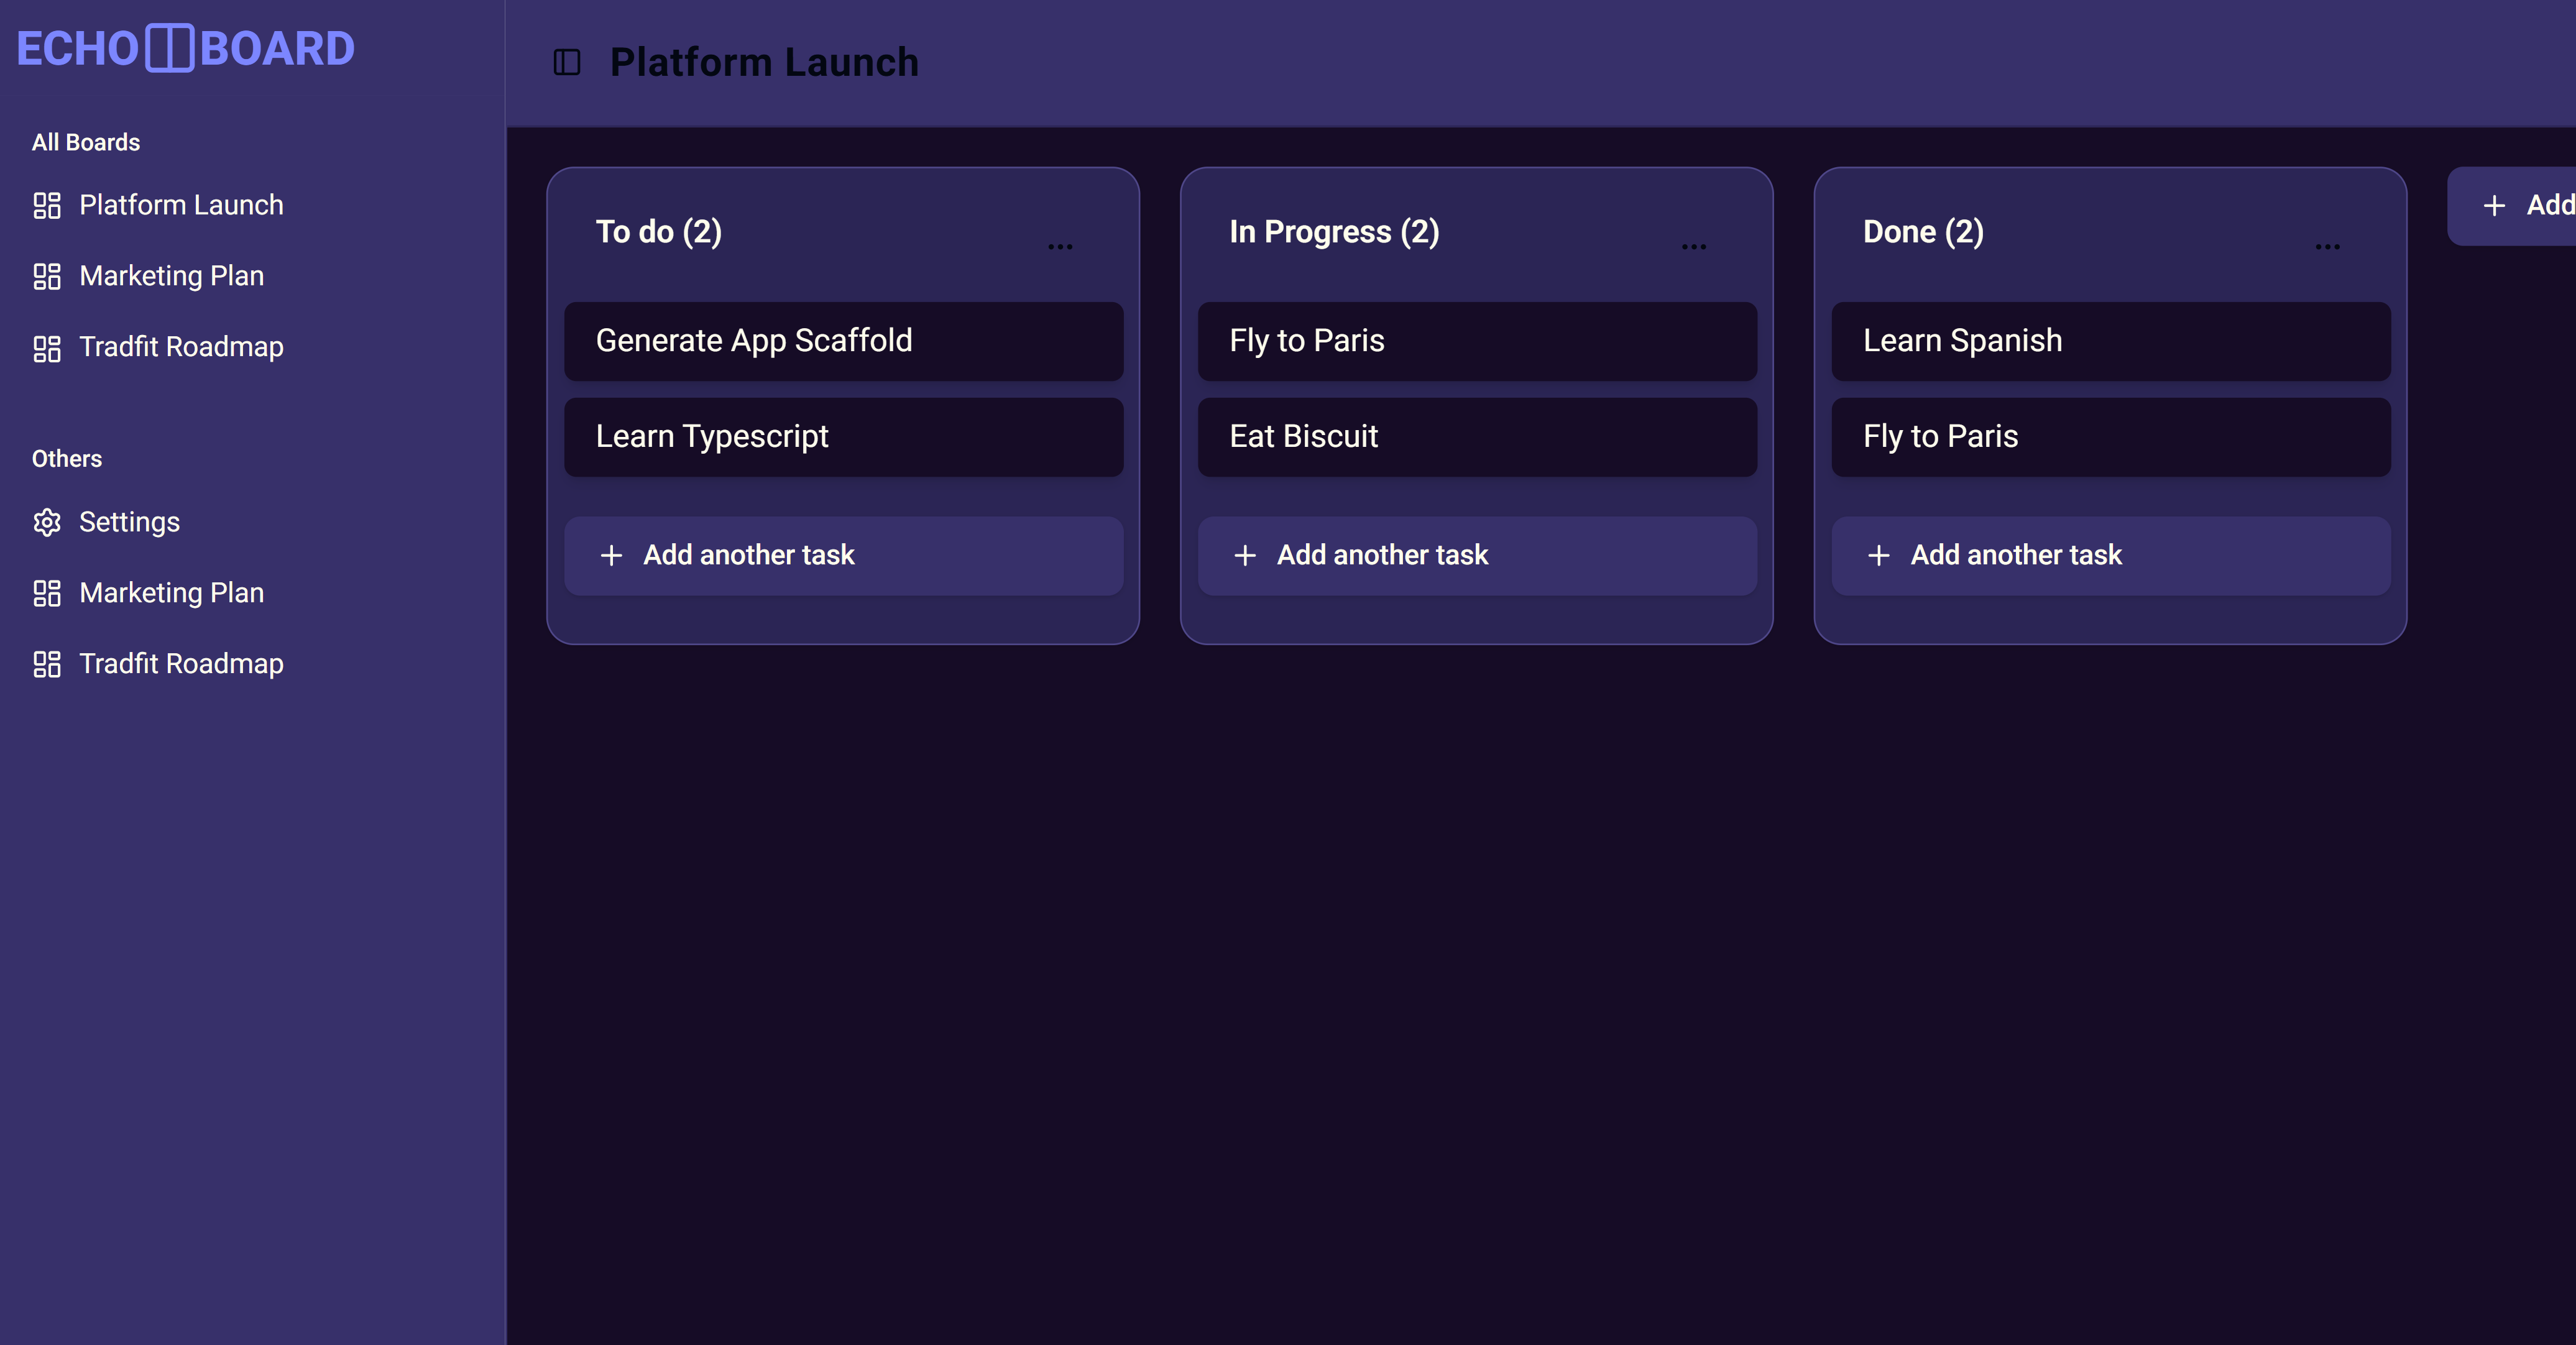 ECHO BOARD
All Boards
Platform Launch
Marketing Plan
Tradfit Roadmap
Others
Settings
Marketing Plan
Tradfit Roadmap
Platform Launch
To do (2)
...
Generate App Scaffold
Learn Typescript
+ Add another task
In Progress (2)
...
Fly to Paris
Eat Biscuit
+ Add another task
Done (2)
...
Learn Spanish
Fly to Paris
+ Add another task
+ Add